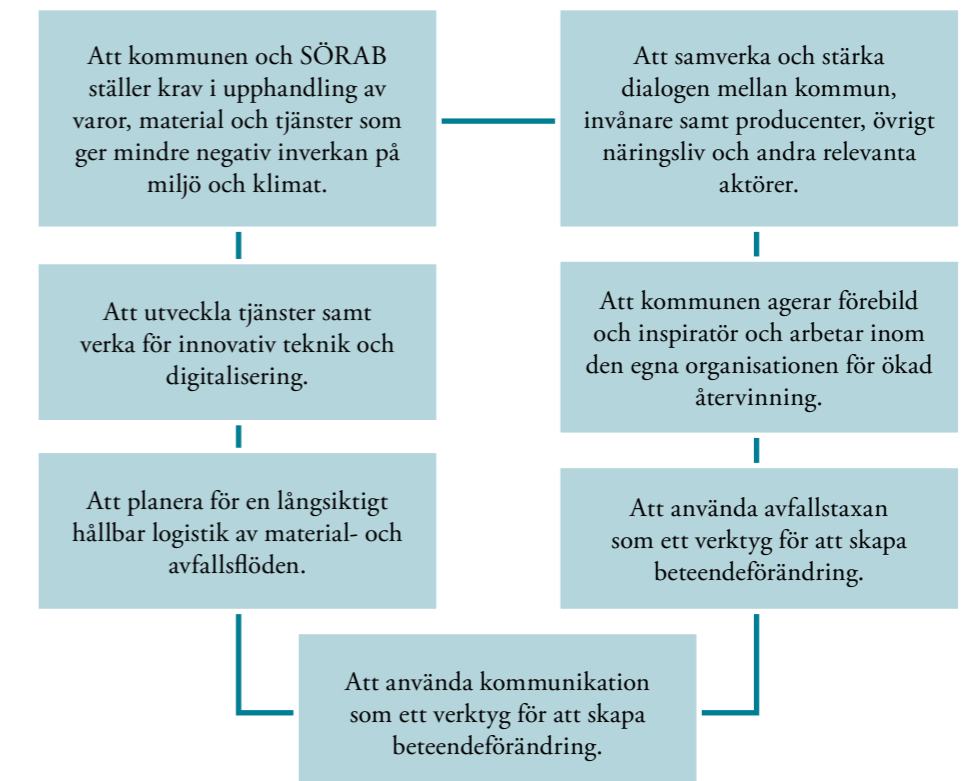 Att kommunen och SÖRAB
ställer krav i upphandling av
varor, material och tjänster som
ger mindre negativ inverkan på
miljö och klimat.
Att samverka och stärka
dialogen mellan kommun,
invånare samt producenter, övrigt
näringsliv och andra relevanta
aktörer.
Att utveckla tjänster samt
verka för innovativ teknik och
digitalisering.
Att kommunen agerar förebild
och inspiratör och arbetar inom
den egna organisationen för ökad
återvinning.
Att planera för en långsiktigt
hållbar logistik av material- och
avfallsflöden.
Att använda avfallstaxan
som ett verktyg för att skapa
beteendeförändring.
Att använda kommunikation
som ett verktyg för att skapa
beteendeförändring.